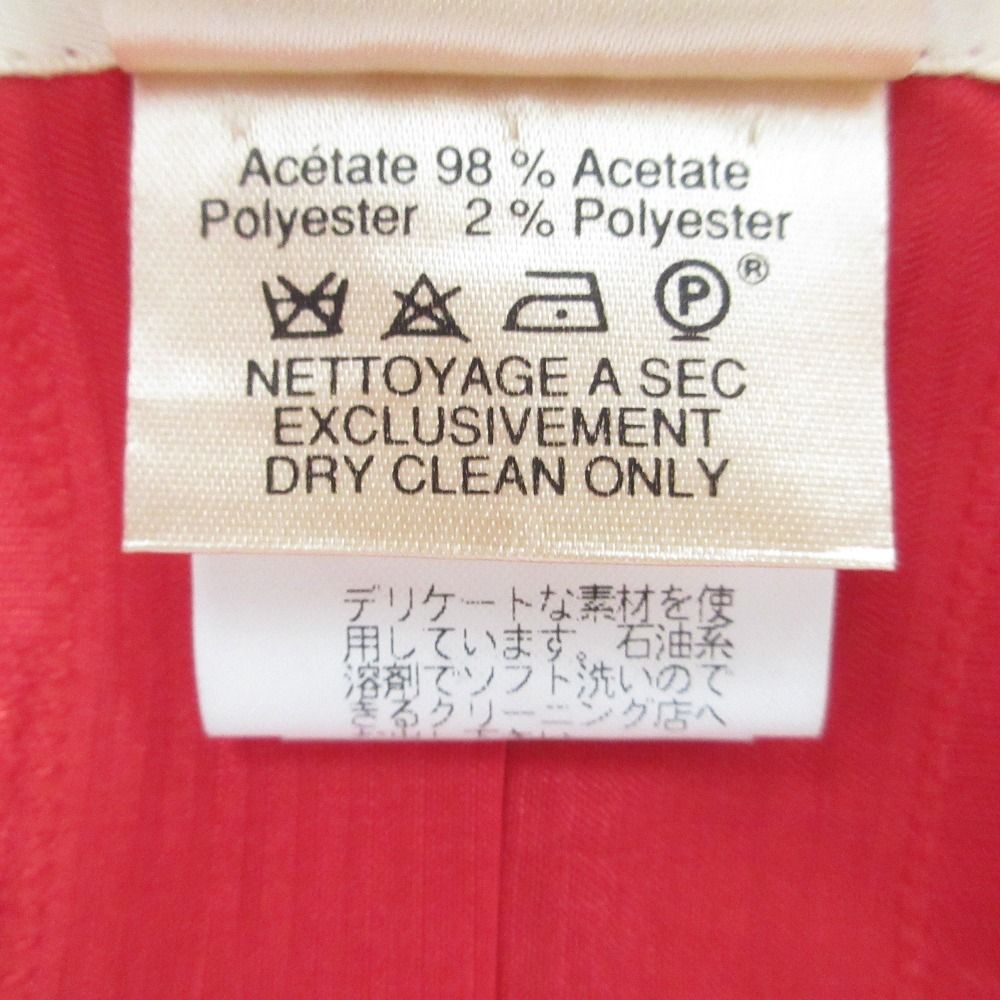 Acétate 98 % Acetate
Polyester 2 % Polyester
P ®
NETTOYAGE A SEC
EXCLUSIVEMENT
DRY CLEAN ONLY
デリケートな素材を使
用しています。石油系
溶剤でソフト洗いので
きるクリーニング店へ